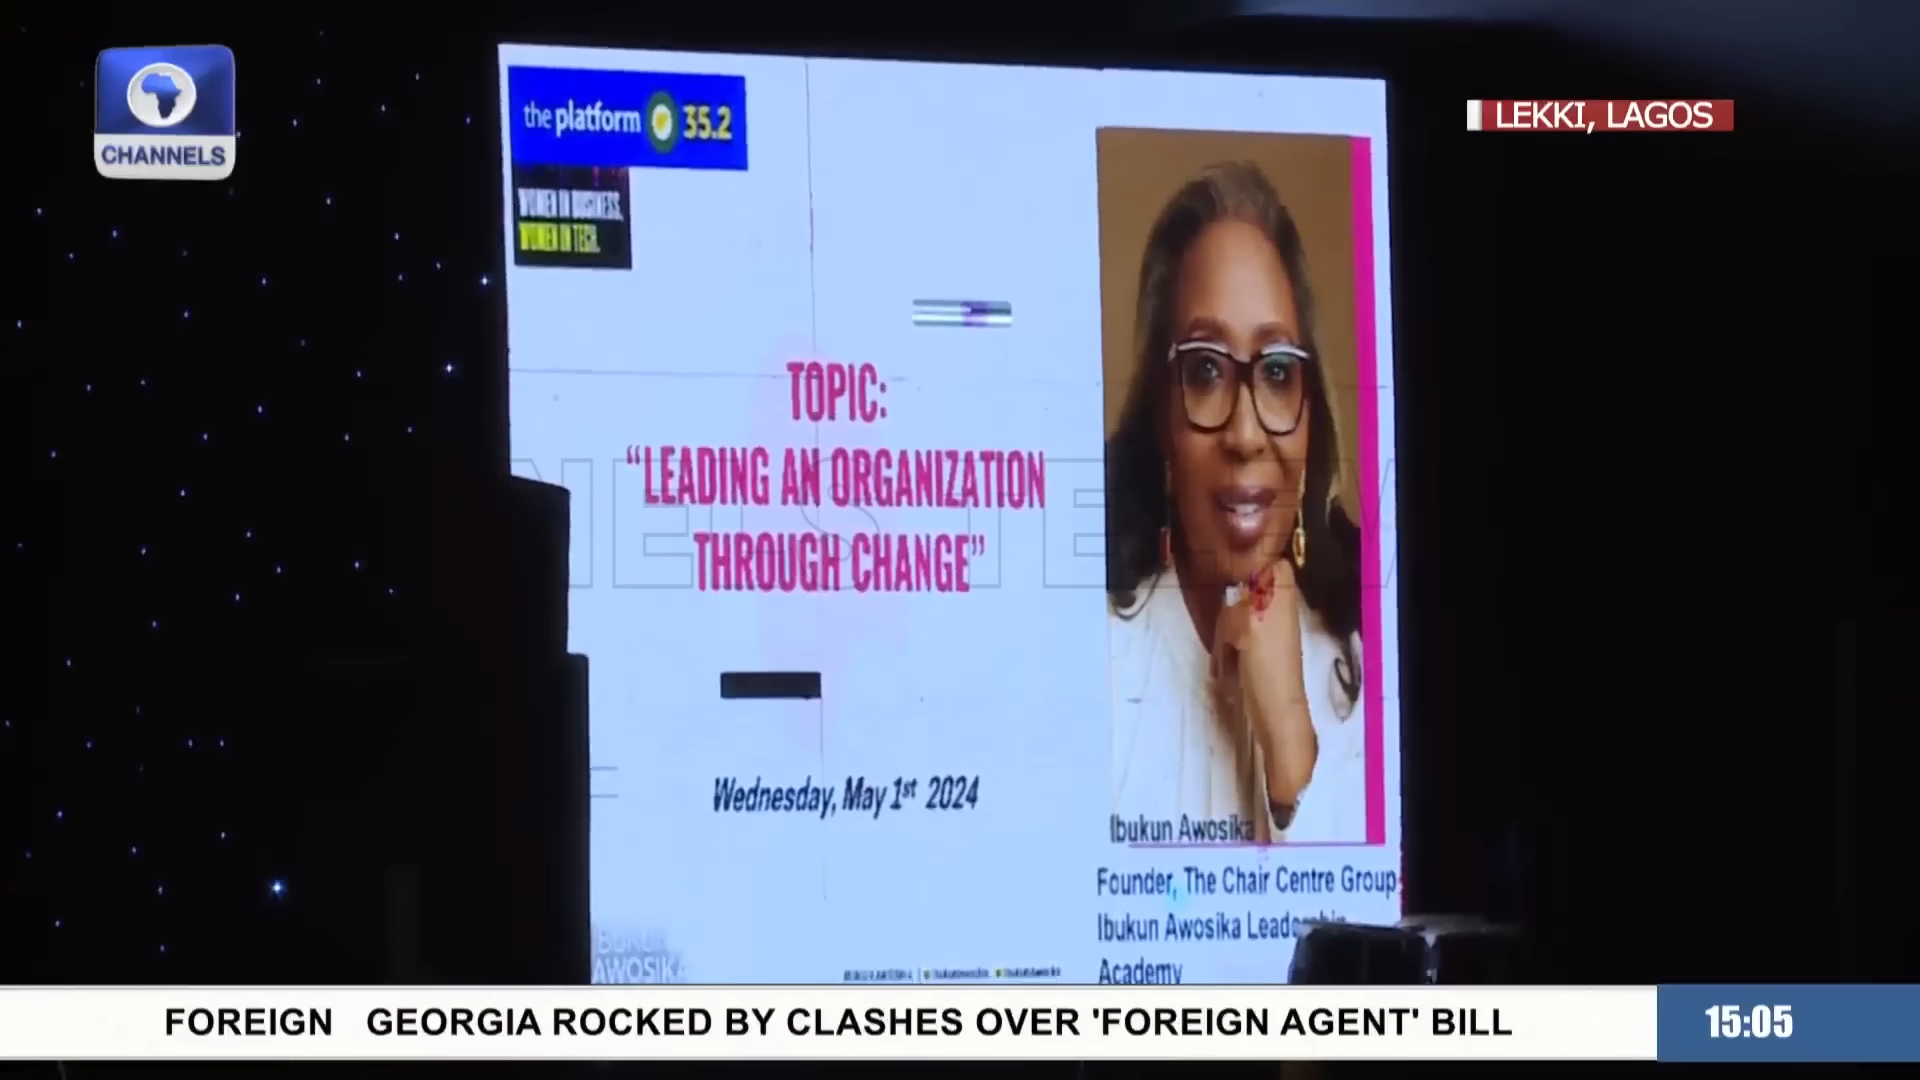 CHANNELS
LEKKI, LAGOS
the platform 35.2
WOMEN IN BUSINESS,
WOMEN IN TECH.
TOPIC:
“LEADING AN ORGANIZATION
THROUGH CHANGE”
Wednesday, May 1st 2024
Ibukun Awosika
Founder, The Chair Centre Group
Ibukun Awosika Leadership
Academy
IBUKUN
AWOSIKA
FOREIGN GEORGIA ROCKED BY CLASHES OVER 'FOREIGN AGENT' BILL
15:05